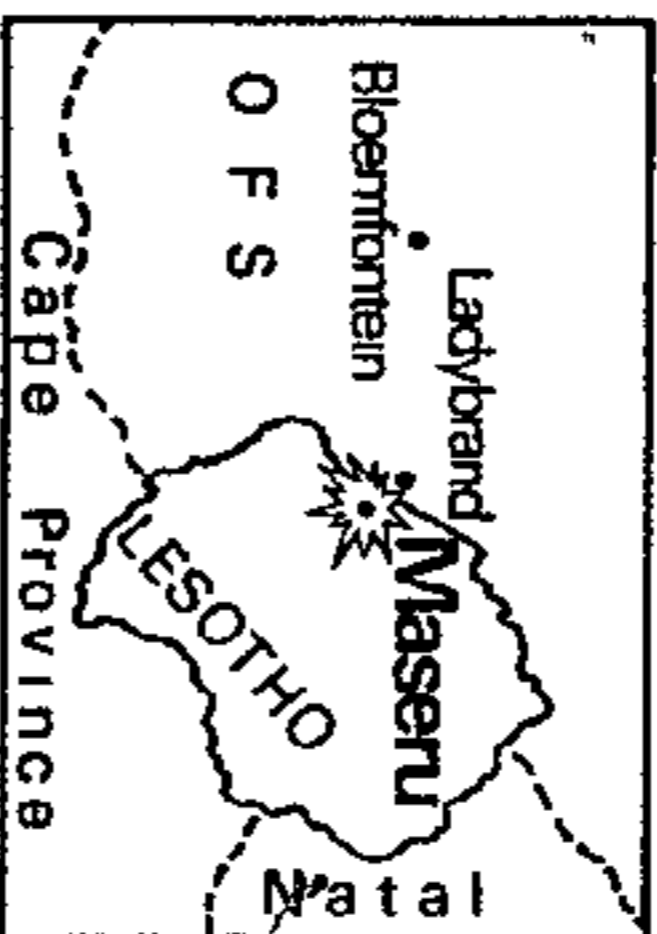 Bloemfontein
Ladybrand
O F S
Maseru
LESOTHO
Natal
Cape Province